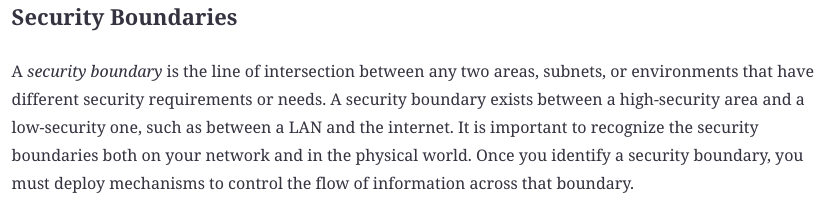 Security Boundaries
A security boundary is the line of intersection between any two areas, subnets, or environments that have
different security requirements or needs. A security boundary exists between a high-security area and a
low-security one, such as between a LAN and the internet. It is important to recognize the security
boundaries both on your network and in the physical world. Once you identify a security boundary, you
must deploy mechanisms to control the flow of information across that boundary.